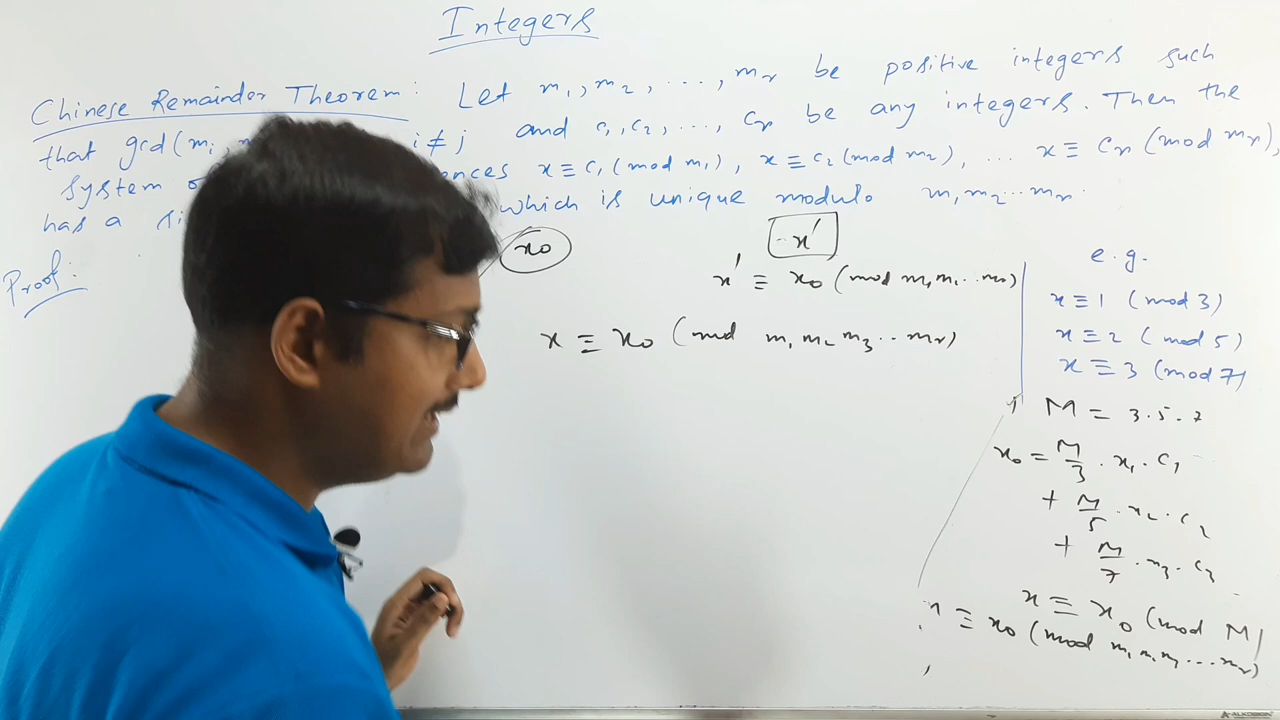 Integers
Chinese Remainder Theorem: Let m₁, m₂, ..., mᵣ be positive integers such
that gcd(mᵢ, i ≠ j and c₁, c₂, ..., cᵣ be any integers. Then the
system ences x ≡ c₁ (mod m₁), x ≡ c₂ (mod m₂), ... x ≡ cᵣ (mod mᵣ),
has a which is unique modulo m₁m₂...mᵣ.
Proof:
x₀
x'
x' ≡ x₀ (mod m₁m₂..mᵣ)
x ≡ x₀ (mod m₁m₂m₃..mᵣ)
e.g.
x ≡ 1 (mod 3)
x ≡ 2 (mod 5)
x ≡ 3 (mod 7)
M = 3.5.7
x₀ = M/3 . x₁ . c₁
+ M/5 . x₂ . c₂
+ M/7 . x₃ . c₃
x ≡ x₀ (mod M)
x ≡ x₀ (mod m₁m₂m₃...mᵣ)
ALKOSIGN